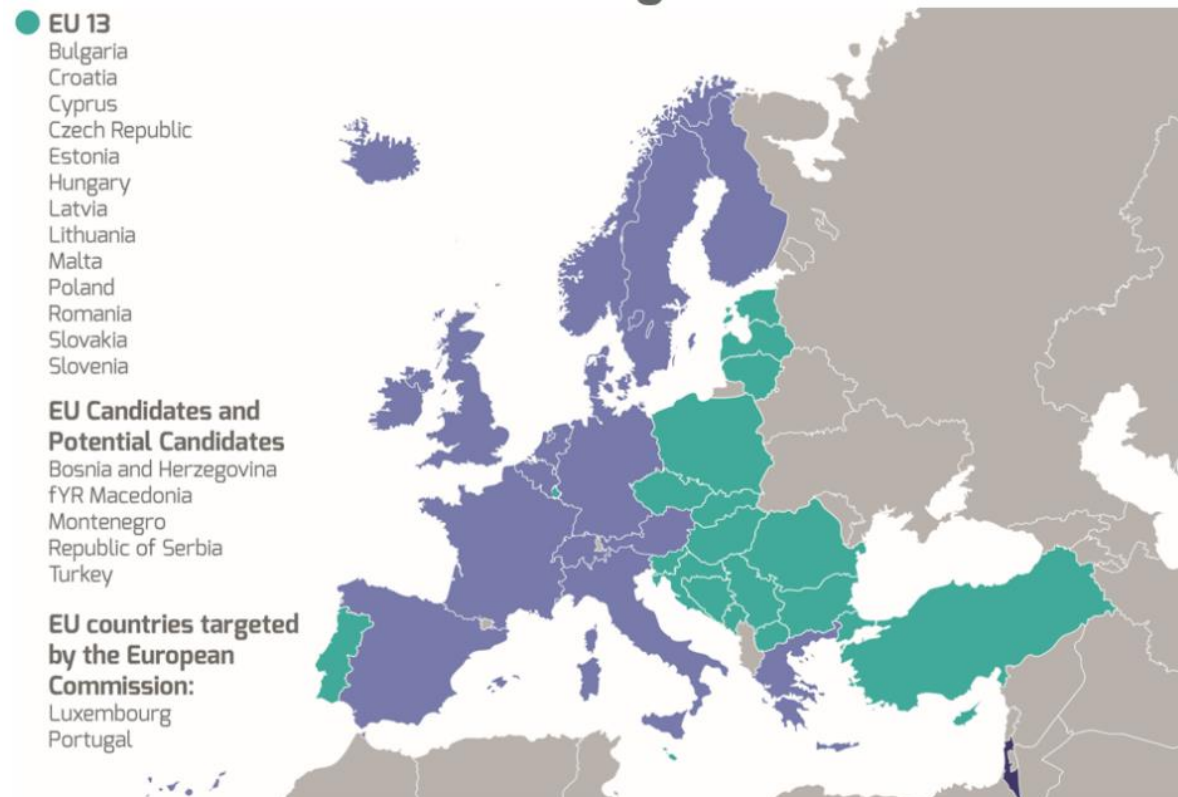 EU 13
Bulgaria
Croatia
Cyprus
Czech Republic
Estonia
Hungary
Latvia
Lithuania
Malta
Poland
Romania
Slovakia
Slovenia
EU Candidates and
Potential Candidates
Bosnia and Herzegovina
fYR Macedonia
Montenegro
Republic of Serbia
Turkey
EU countries targeted
by the European
Commission:
Luxembourg
Portugal